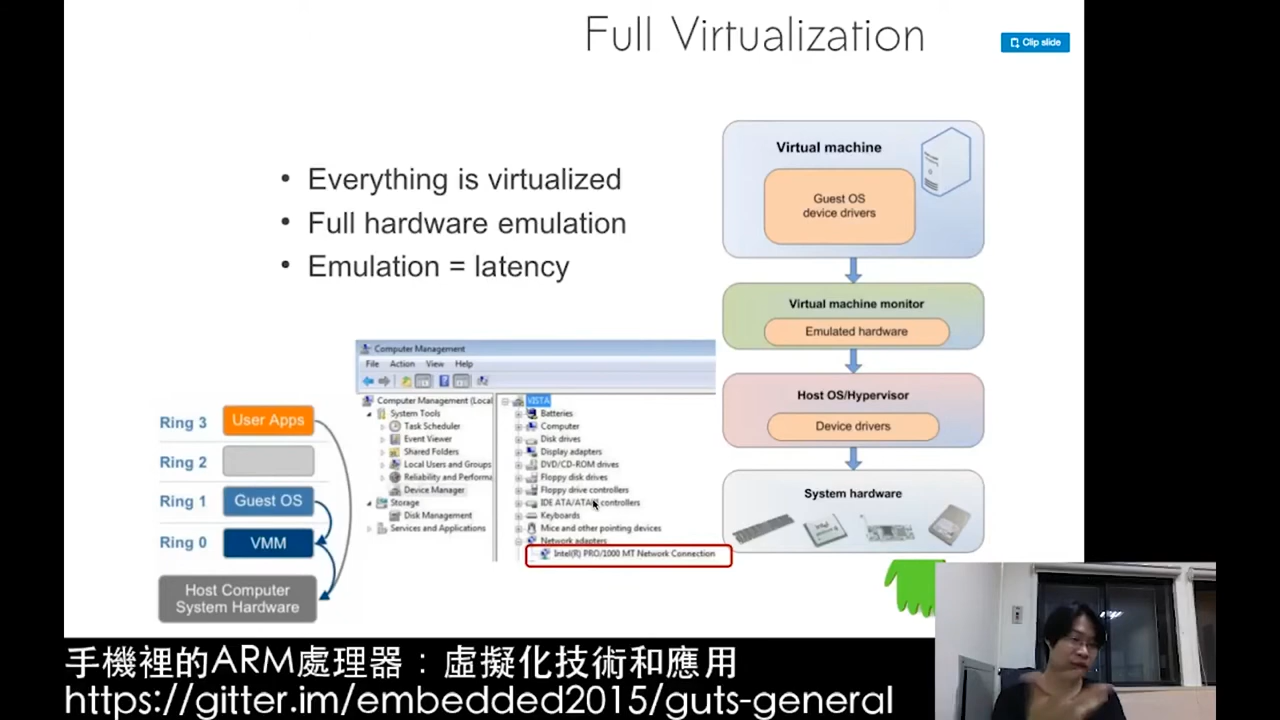 Full Virtualization
Clip slide
• Everything is virtualized
• Full hardware emulation
• Emulation = latency
Virtual machine
Guest OS
device drivers
Virtual machine monitor
Emulated hardware
Host OS/Hypervisor
Device drivers
System hardware
Computer Management
File Action View Help
Computer Management (Local
System Tools
Task Scheduler
Event Viewer
Shared Folders
Local Users and Groups
Reliability and Performa
Device Manager
Storage
Disk Management
Services and Applications
VISTA
Batteries
Computer
Disk drives
Display adapters
DVD/CD-ROM drives
Floppy disk drives
Floppy drive controllers
IDE ATA/ATAPI controllers
Keyboards
Mice and other pointing devices
Network adapters
Intel(R) PRO/1000 MT Network Connection
Ring 3 User Apps
Ring 2
Ring 1 Guest OS
Ring 0 VMM
Host Computer
System Hardware
手機裡的ARM處理器：虛擬化技術和應用
https://gitter.im/embedded2015/guts-general